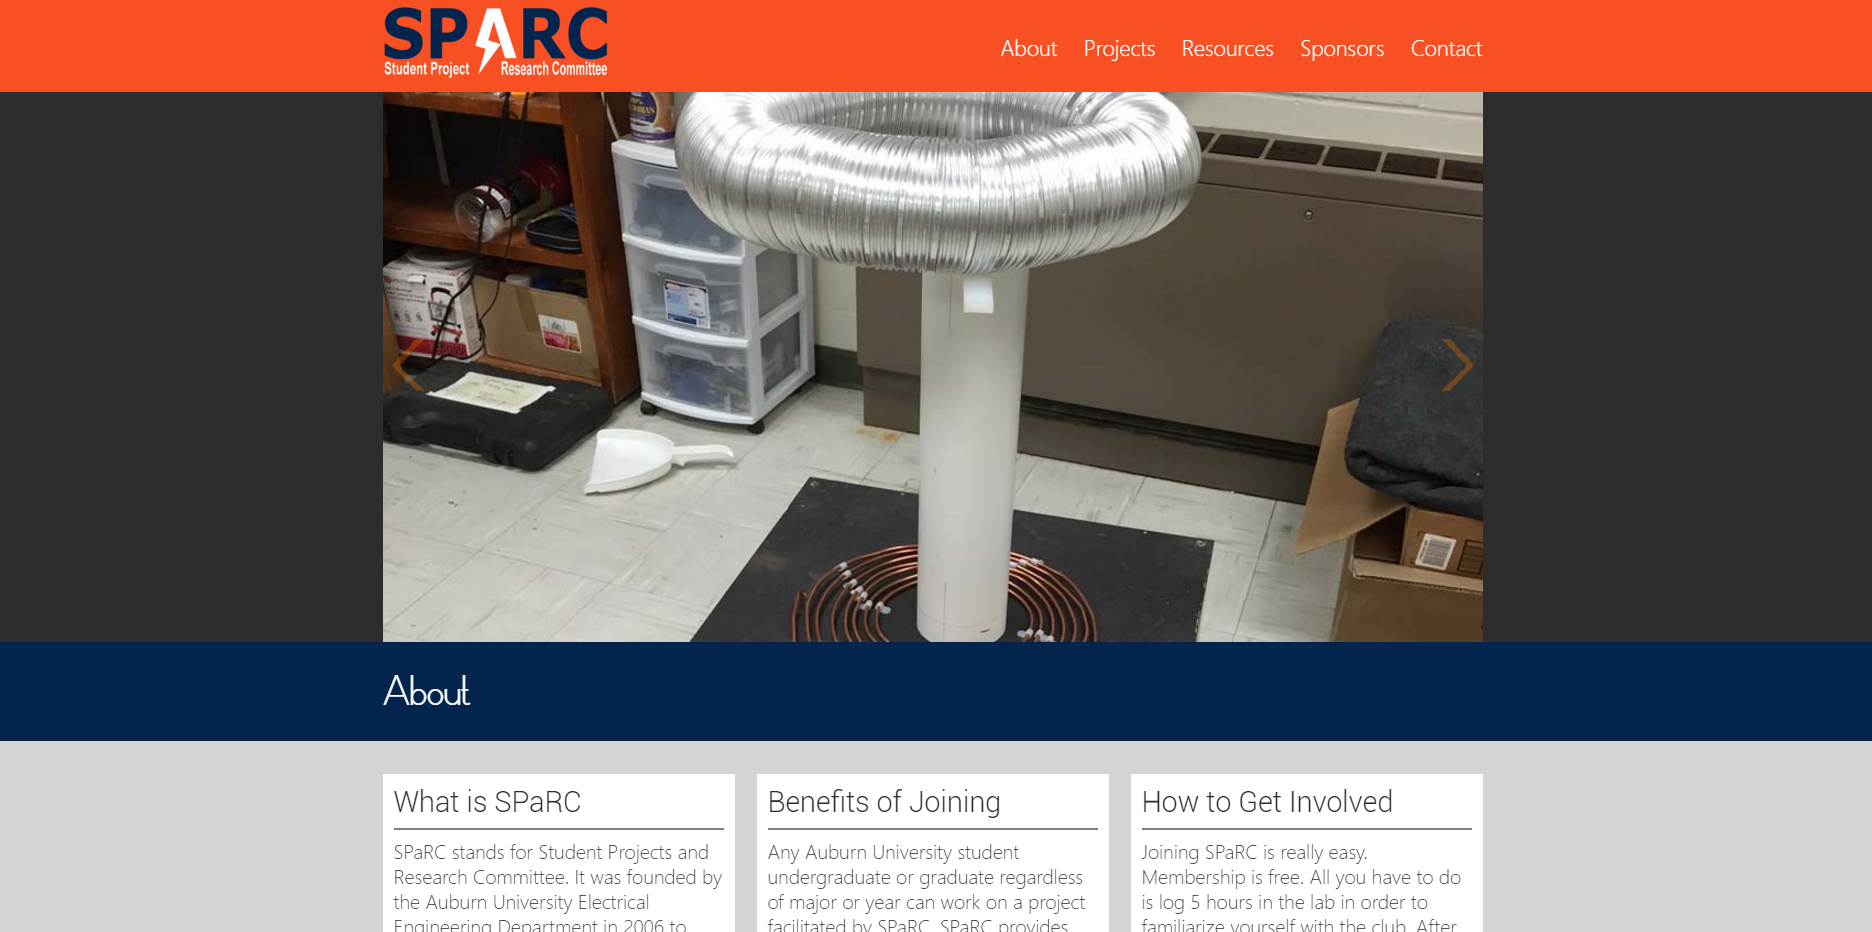 SPARC
Student Project Research Committee
About Projects Resources Sponsors Contact
About
What is SPaRC
SPaRC stands for Student Projects and
Research Committee. It was founded by
the Auburn University Electrical
Engineering Department in 2006 to
Benefits of Joining
Any Auburn University student
undergraduate or graduate regardless
of major or year can work on a project
facilitated by SPaRC. SPaRC provides
How to Get Involved
Joining SPaRC is really easy.
Membership is free. All you have to do
is log 5 hours in the lab in order to
familiarize yourself with the club. After